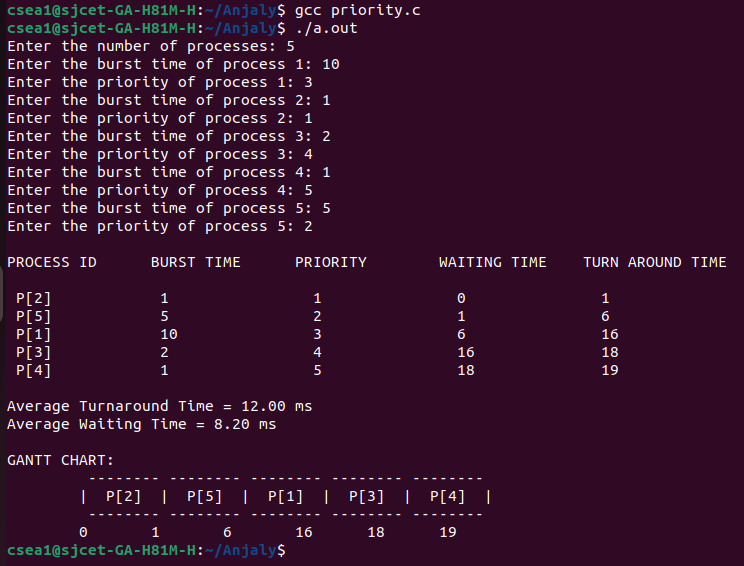 csea1@sjcet-GA-H81M-H:~/Anjaly$ gcc priority.c
csea1@sjcet-GA-H81M-H:~/Anjaly$ ./a.out
Enter the number of processes: 5
Enter the burst time of process 1: 10
Enter the priority of process 1: 3
Enter the burst time of process 2: 1
Enter the priority of process 2: 1
Enter the burst time of process 3: 2
Enter the priority of process 3: 4
Enter the burst time of process 4: 1
Enter the priority of process 4: 5
Enter the burst time of process 5: 5
Enter the priority of process 5: 2
PROCESS ID      BURST TIME      PRIORITY        WAITING TIME    TURN AROUND TIME
P[2]            1               1               0               1
P[5]            5               2               1               6
P[1]            10              3               6               16
P[3]            2               4               16              18
P[4]            1               5               18              19
Average Turnaround Time = 12.00 ms
Average Waiting Time = 8.20 ms
GANTT CHART:
-------- -------- -------- -------- --------
|  P[2]  |  P[5]  |  P[1]  |  P[3]  |  P[4]  |
-------- -------- -------- -------- --------
0       1       6       16      18      19
csea1@sjcet-GA-H81M-H:~/Anjaly$